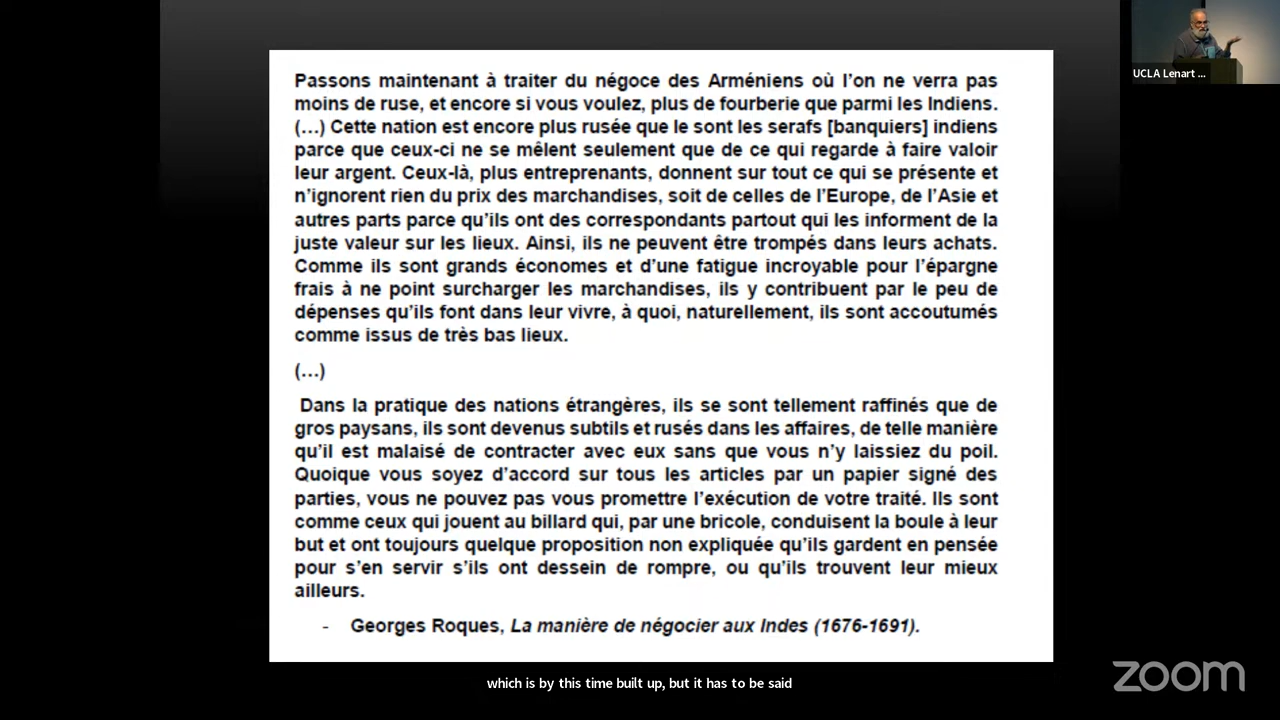 UCLA Lenart ...
Passons maintenant à traiter du négoce des Arméniens où l'on ne verra pas
moins de ruse, et encore si vous voulez, plus de fourberie que parmi les Indiens.
(…) Cette nation est encore plus rusée que le sont les serafs [banquiers] indiens
parce que ceux-ci ne se mêlent seulement que de ce qui regarde à faire valoir
leur argent. Ceux-là, plus entreprenants, donnent sur tout ce qui se présente et
n'ignorent rien du prix des marchandises, soit de celles de l'Europe, de l'Asie et
autres parts parce qu'ils ont des correspondants partout qui les informent de la
juste valeur sur les lieux. Ainsi, ils ne peuvent être trompés dans leurs achats.
Comme ils sont grands économes et d'une fatigue incroyable pour l'épargne
frais à ne point surcharger les marchandises, ils y contribuent par le peu de
dépenses qu'ils font dans leur vivre, à quoi, naturellement, ils sont accoutumés
comme issus de très bas lieux.
(…)
Dans la pratique des nations étrangères, ils se sont tellement raffinés que de
gros paysans, ils sont devenus subtils et rusés dans les affaires, de telle manière
qu'il est malaisé de contracter avec eux sans que vous n'y laissiez du poil.
Quoique vous soyez d'accord sur tous les articles par un papier signé des
parties, vous ne pouvez pas vous promettre l'exécution de votre traité. Ils sont
comme ceux qui jouent au billard qui, par une bricole, conduisent la boule à leur
but et ont toujours quelque proposition non expliquée qu'ils gardent en pensée
pour s'en servir s'ils ont dessein de rompre, ou qu'ils trouvent leur mieux
ailleurs.
- Georges Roques, La manière de négocier aux Indes (1676-1691).
which is by this time built up, but it has to be said
zoom